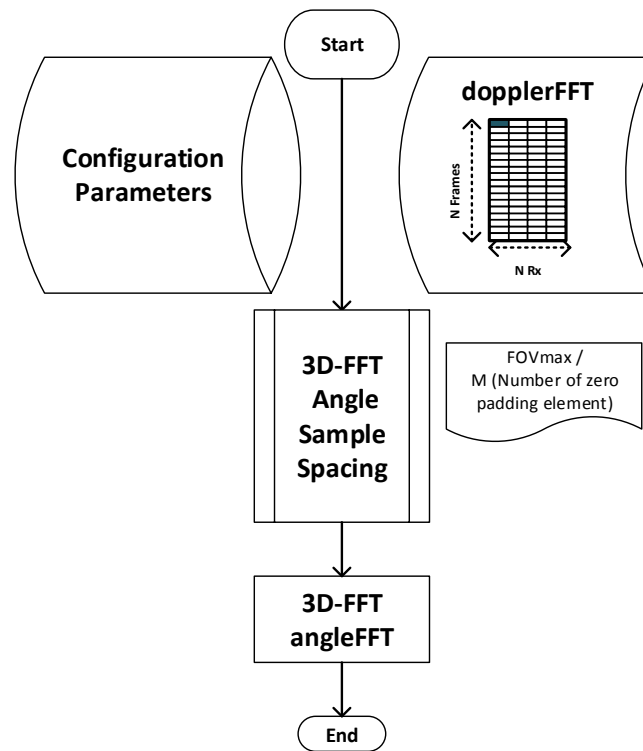 Start
Configuration
Parameters
dopplerFFT
N Frames
N Rx
3D-FFT
Angle
Sample
Spacing
FOVmax /
M (Number of zero
padding element)
3D-FFT
angleFFT
End